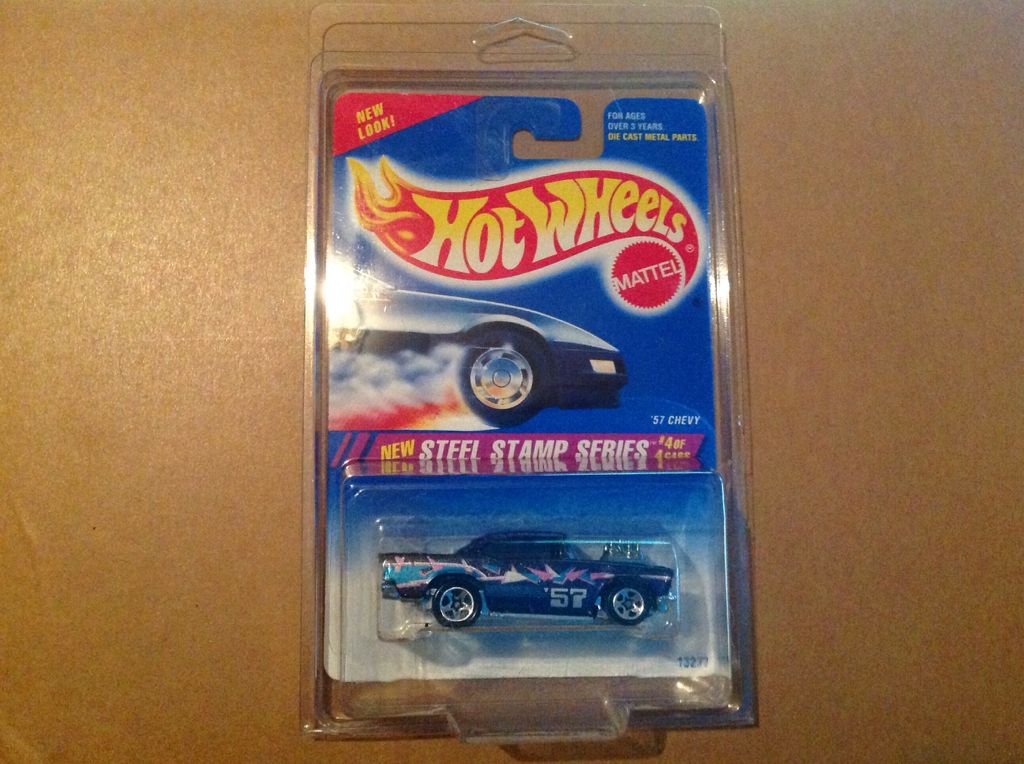 NEW
LOOK!
FOR AGES
OVER 3 YEARS.
DIE CAST METAL PARTS.
HOT WHEELS
®
MATTEL
'57 CHEVY
NEW STEEL STAMP SERIES™ #4 OF
4 CARS
'57